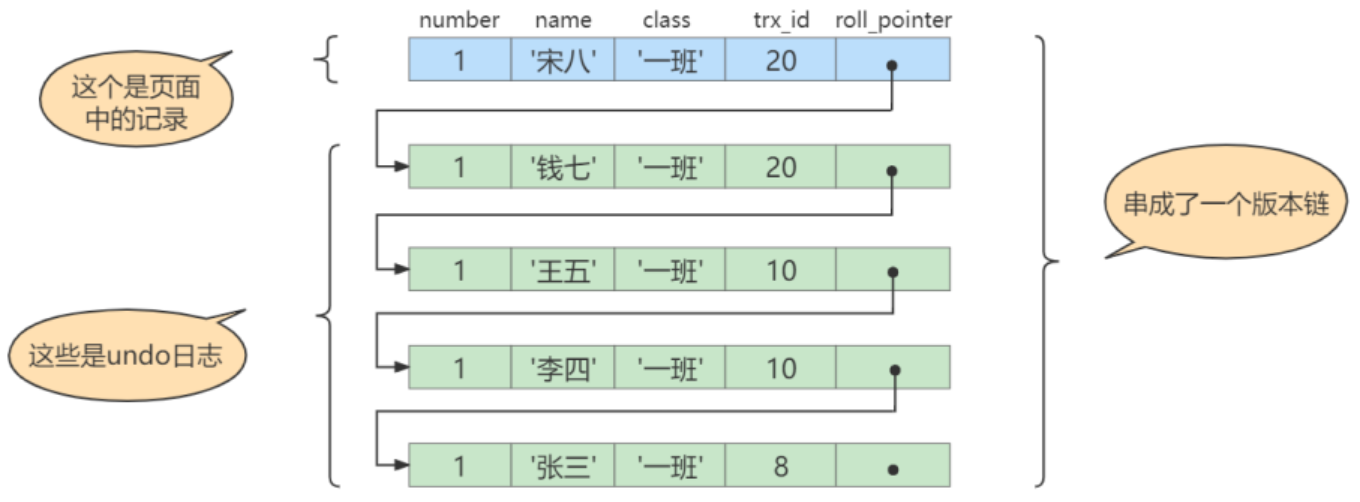 number name class trx_id roll_pointer
1 '宋八' '一班' 20
这个是页面
中的记录
1 '钱七' '一班' 20
串成了一个版本链
1 '王五' '一班' 10
这些是undo日志
1 '李四' '一班' 10
1 '张三' '一班' 8